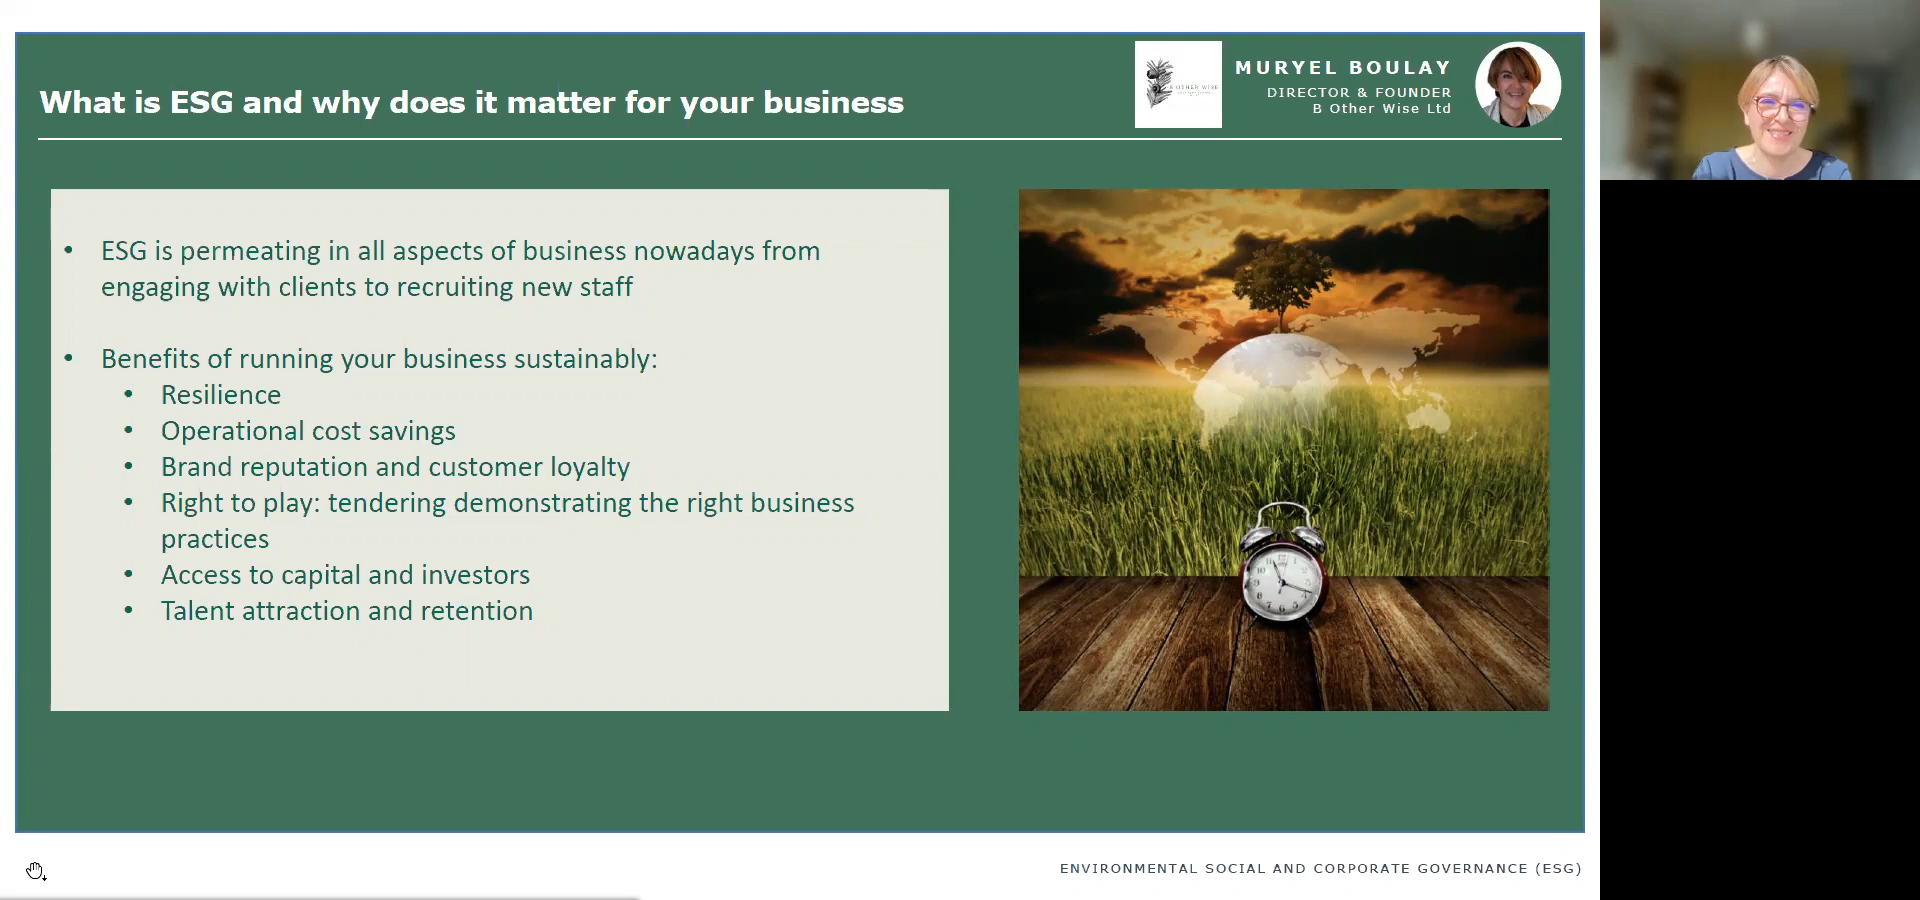 What is ESG and why does it matter for your business
MURYEL BOULAY
DIRECTOR & FOUNDER
B Other Wise Ltd
• ESG is permeating in all aspects of business nowadays from
engaging with clients to recruiting new staff
• Benefits of running your business sustainably:
• Resilience
• Operational cost savings
• Brand reputation and customer loyalty
• Right to play: tendering demonstrating the right business
practices
• Access to capital and investors
• Talent attraction and retention
ENVIRONMENTAL SOCIAL AND CORPORATE GOVERNANCE (ESG)